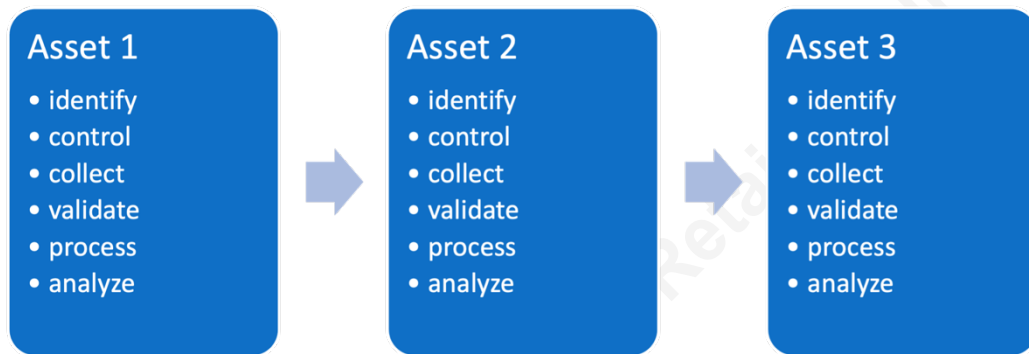 Asset 1
• identify
• control
• collect
• validate
• process
• analyze
Asset 2
• identify
• control
• collect
• validate
• process
• analyze
Asset 3
• identify
• control
• collect
• validate
• process
• analyze